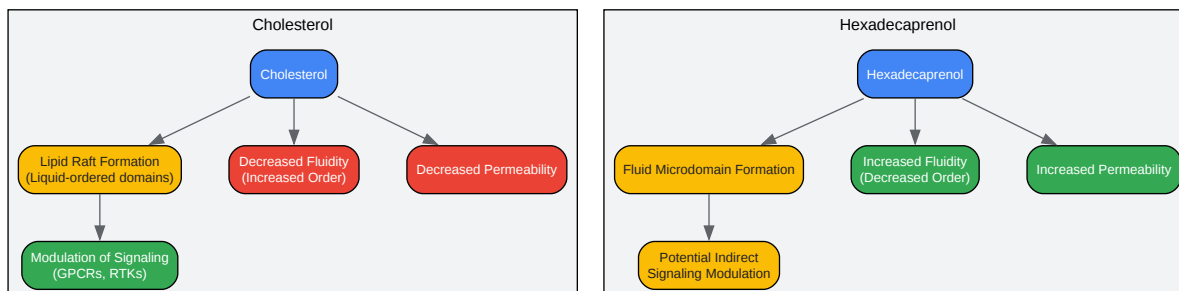 Cholesterol
Cholesterol
Lipid Raft Formation
(Liquid-ordered domains)
Decreased Fluidity
(Increased Order)
Decreased Permeability
Modulation of Signaling
(GPCRs, RTKs)
Hexadecaprenol
Hexadecaprenol
Fluid Microdomain Formation
Increased Fluidity
(Decreased Order)
Increased Permeability
Potential Indirect
Signaling Modulation